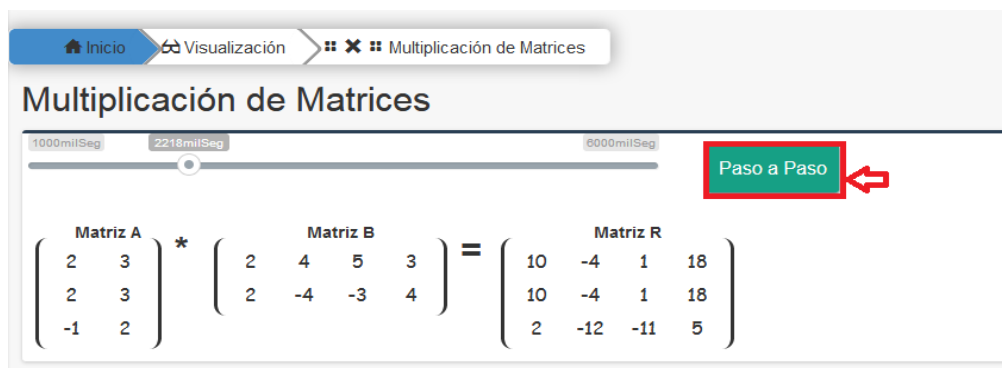 Inicio Visualización Multiplicación de Matrices
Multiplicación de Matrices
1000milSeg 2218milSeg 6000milSeg
Paso a Paso
Matriz A * Matriz B = Matriz R
2 3 2 4 5 3 10 -4 1 18
2 3 2 -4 -3 4 10 -4 1 18
-1 2 2 -12 -11 5